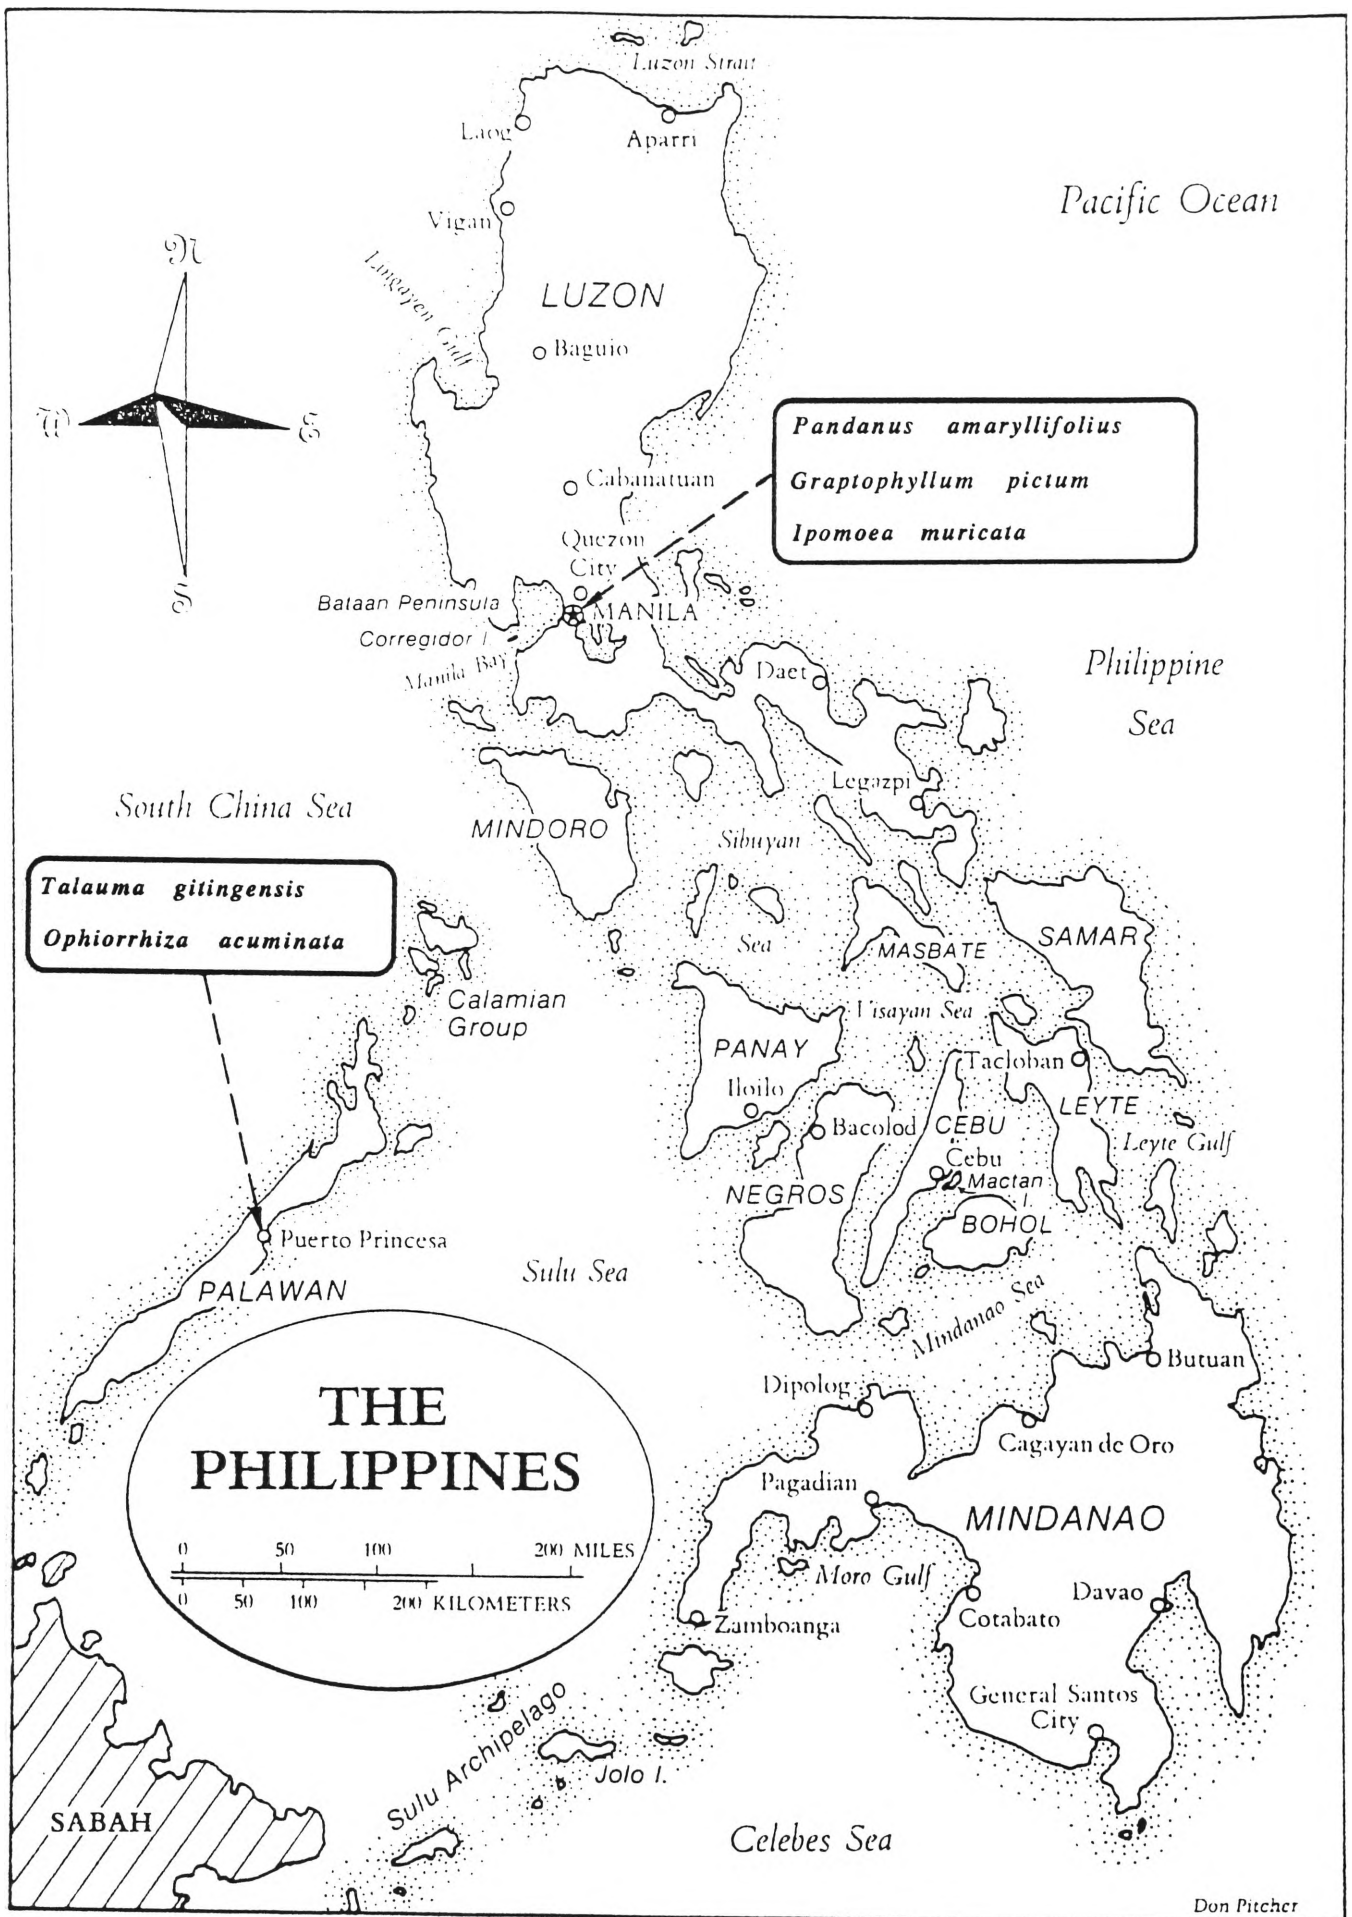 Luzon Strait
Laog
Aparri
Pacific Ocean
Vigan
N
Lingayen Gulf
LUZON
Baguio
W
E
Pandanus amaryllifolius
Graptophyllum pictum
Ipomoea muricata
Cabanatuan
Quezon
City
S
Bataan Peninsula
MANILA
Corregidor I.
Manila Bay
Daet
Philippine
Sea
Legazpi
South China Sea
MINDORO
Sibuyan
Sea
Talauma gitingensis
Ophiorrhiza acuminata
MASBATE
SAMAR
Calamian
Group
Visayan Sea
PANAY
Tacloban
Iloilo
LEYTE
Bacolod
CEBU
Leyte Gulf
Cebu
Mactan
I.
NEGROS
BOHOL
Puerto Princesa
PALAWAN
Sulu Sea
Mindanao Sea
Butuan
Dipolog
THE
PHILIPPINES
Cagayan de Oro
Pagadian
MINDANAO
0 50 100 200 MILES
0 50 100 200 KILOMETERS
Moro Gulf
Davao
Cotabato
Zamboanga
General Santos
City
Sulu Archipelago
Jolo I.
SABAH
Celebes Sea
Don Pitcher